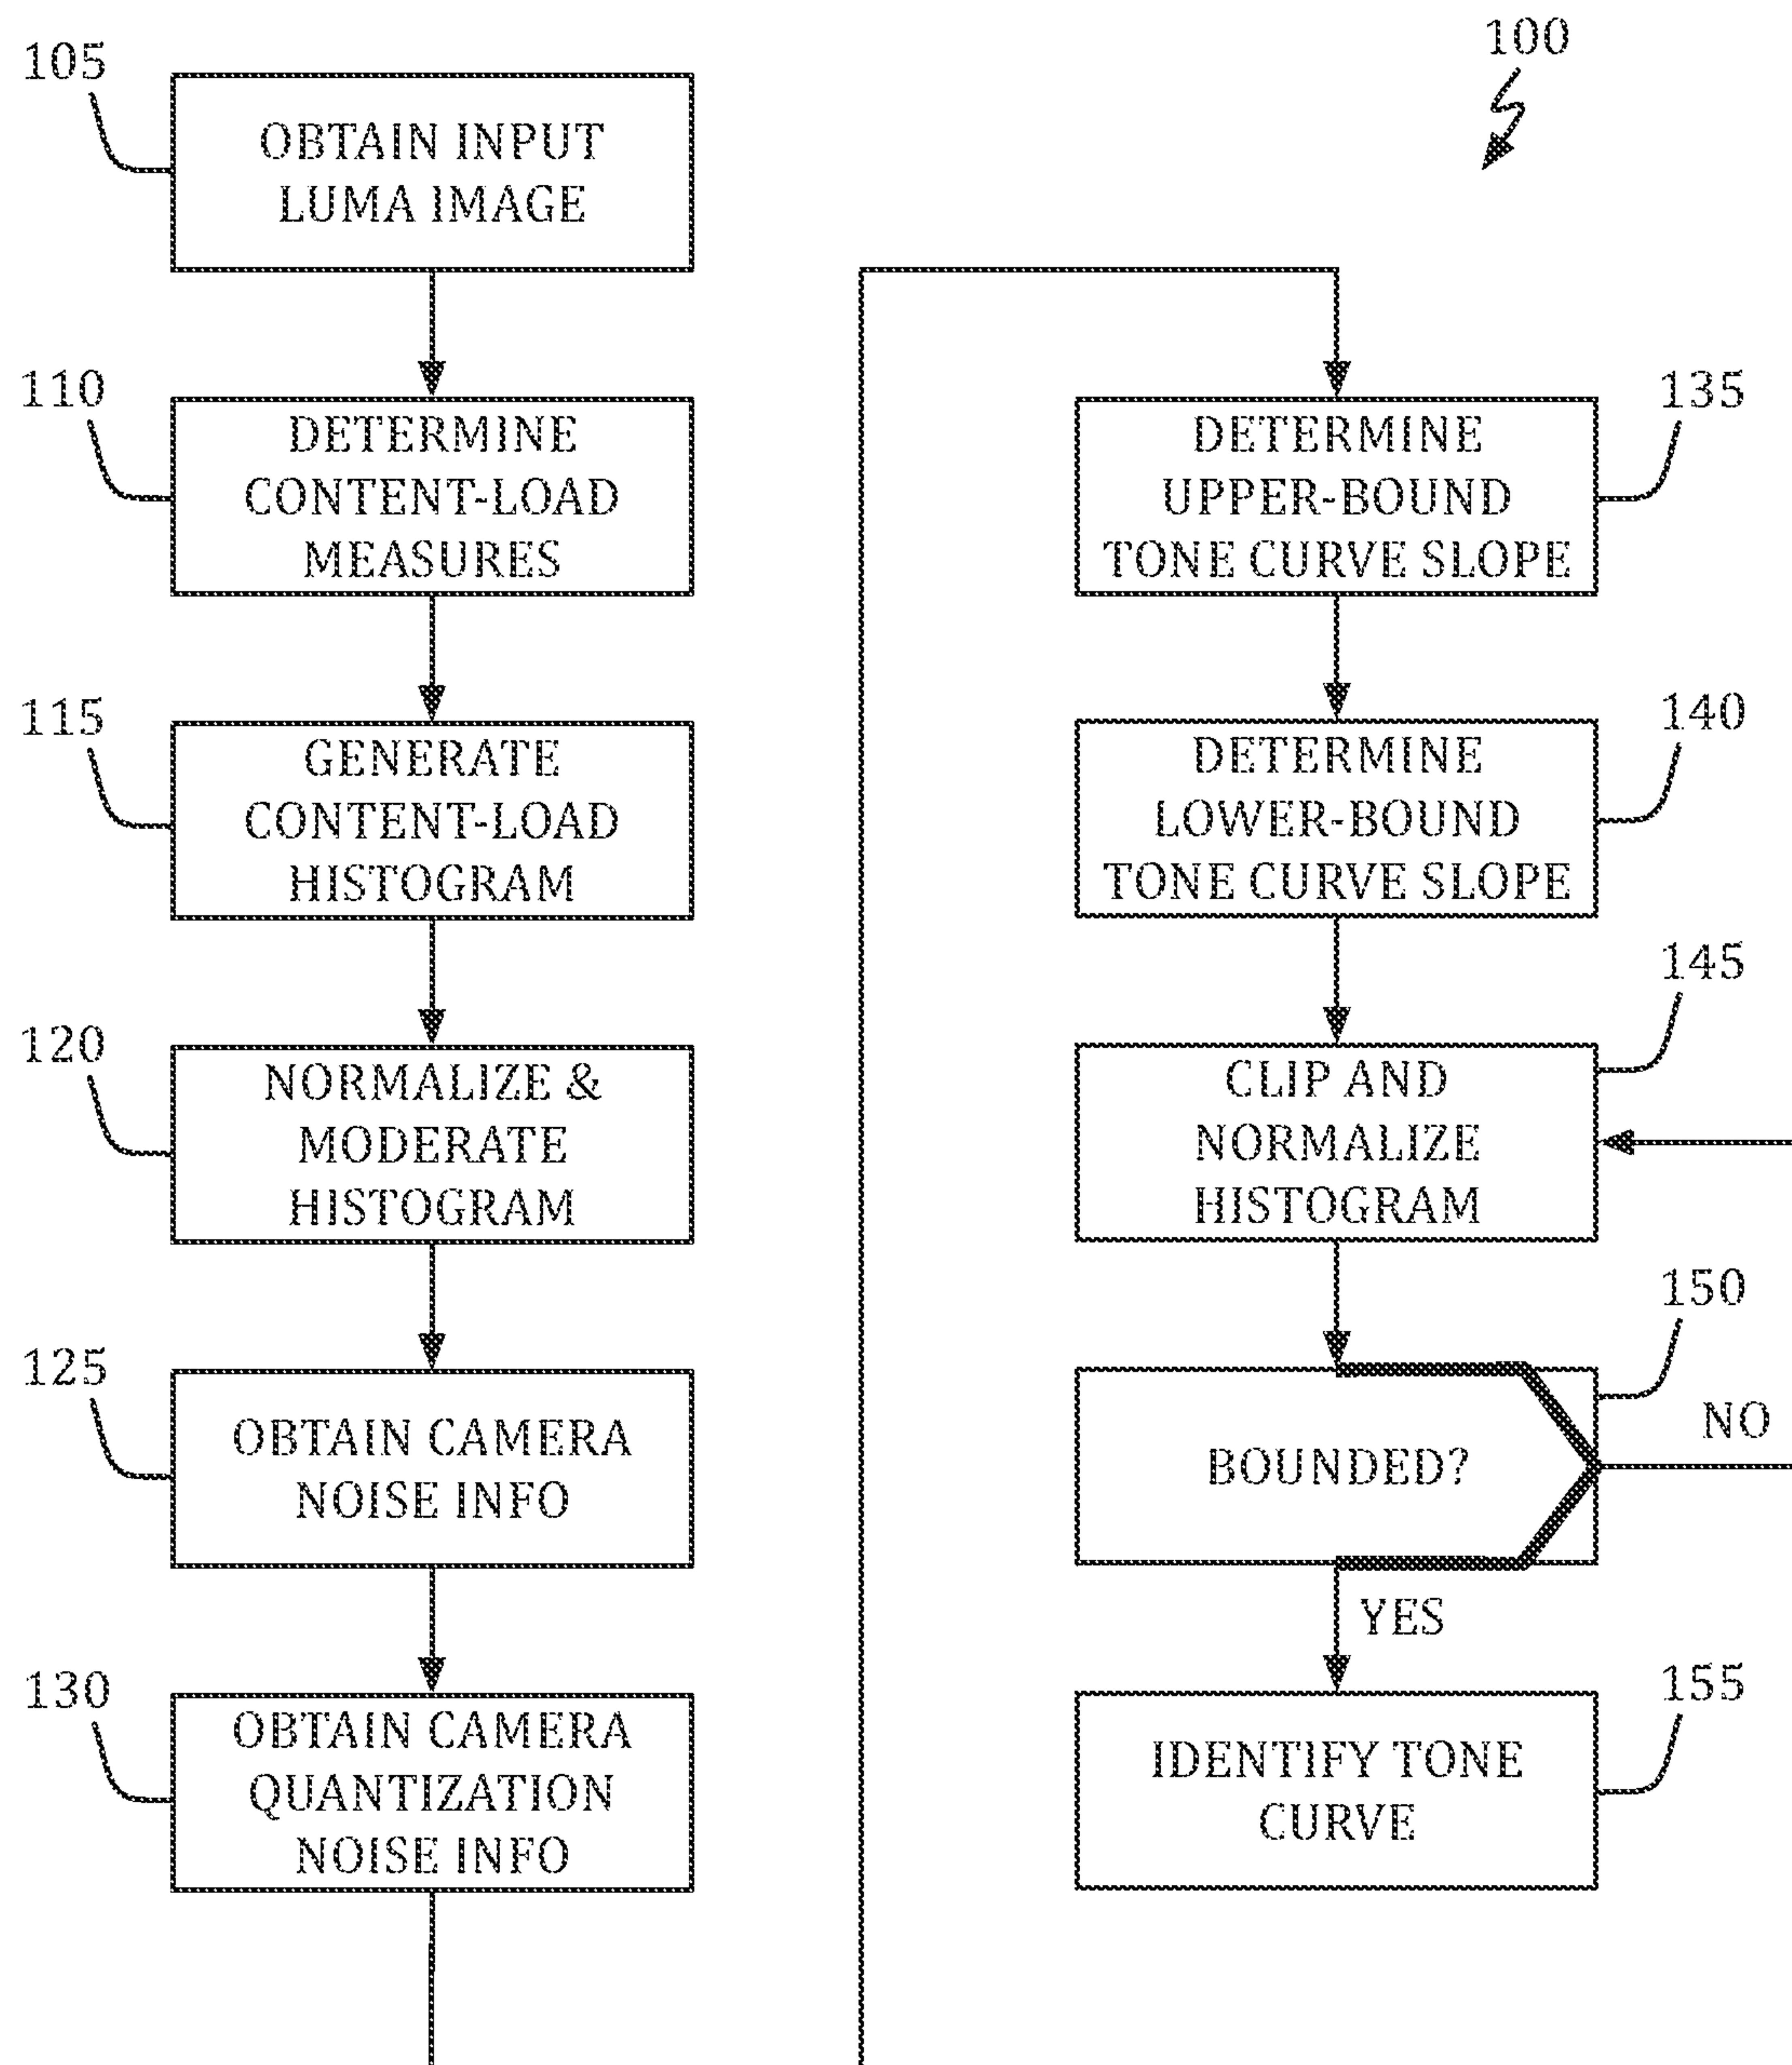 100
105
OBTAIN INPUT
LUMA IMAGE
110
DETERMINE
CONTENT-LOAD
MEASURES
115
GENERATE
CONTENT-LOAD
HISTOGRAM
120
NORMALIZE &
MODERATE
HISTOGRAM
125
OBTAIN CAMERA
NOISE INFO
130
OBTAIN CAMERA
QUANTIZATION
NOISE INFO
135
DETERMINE
UPPER-BOUND
TONE CURVE SLOPE
140
DETERMINE
LOWER-BOUND
TONE CURVE SLOPE
145
CLIP AND
NORMALIZE
HISTOGRAM
150
BOUNDED?
NO
YES
155
IDENTIFY TONE
CURVE